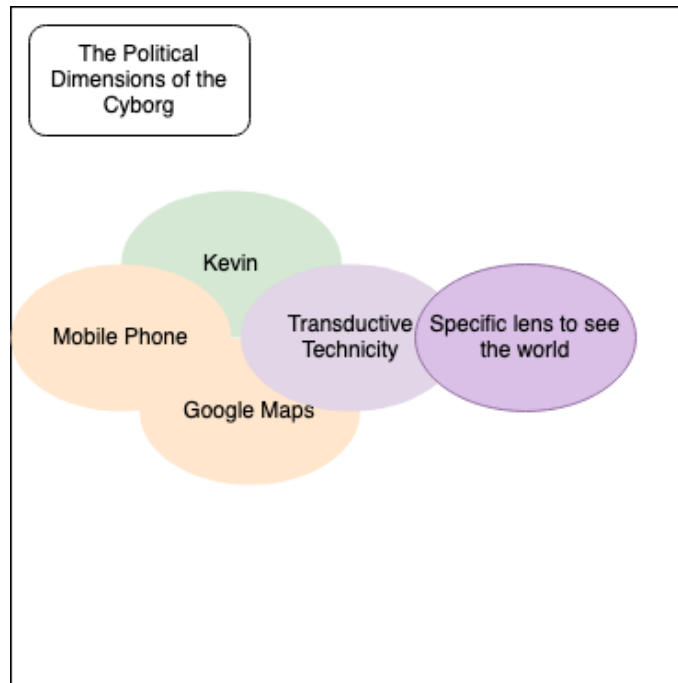 The Political
Dimensions of the
Cyborg
Kevin
Mobile Phone
Transductive
Technicity
Specific lens to see
the world
Google Maps